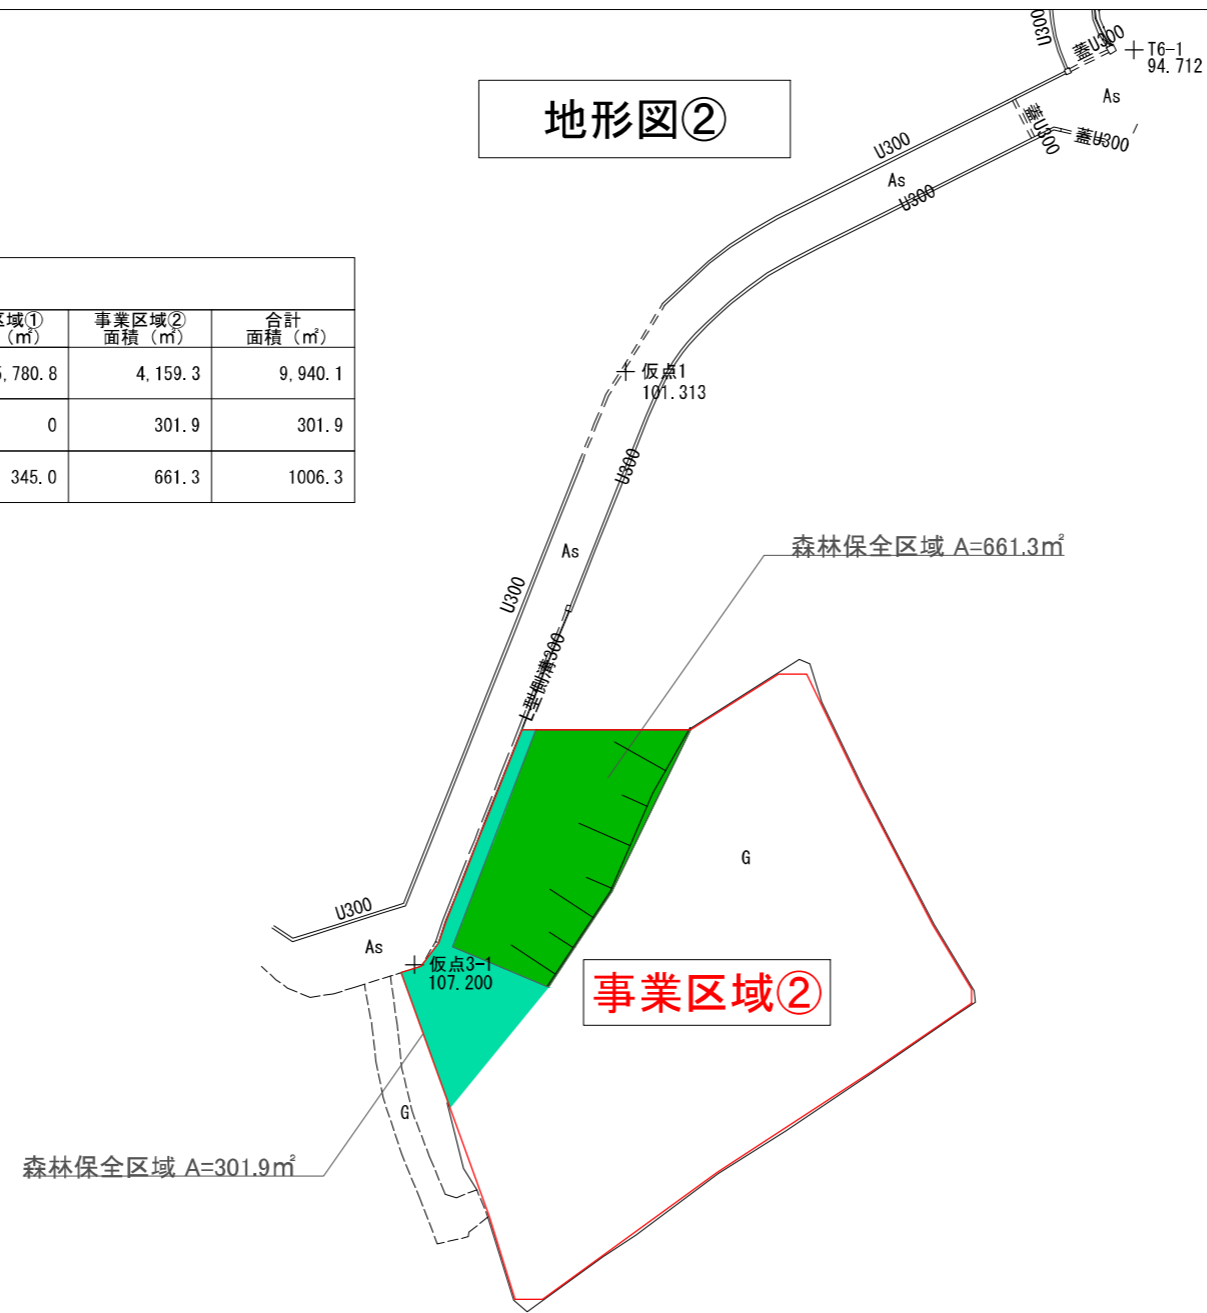 地形図②
U300
蓋U300
T6-1
94.712
As
蓋U300
蓋U300
U300
As
U300
区域①
(㎡)
事業区域②
面積 (㎡)
合計
面積 (㎡)
5,780.8 4,159.3 9,940.1
0 301.9 301.9
345.0 661.3 1006.3
仮点1
101.313
U300
As
U300
森林保全区域 A=661.3㎡
L型側溝300
G
U300
As
仮点3-1
107.200
事業区域②
G
森林保全区域 A=301.9㎡